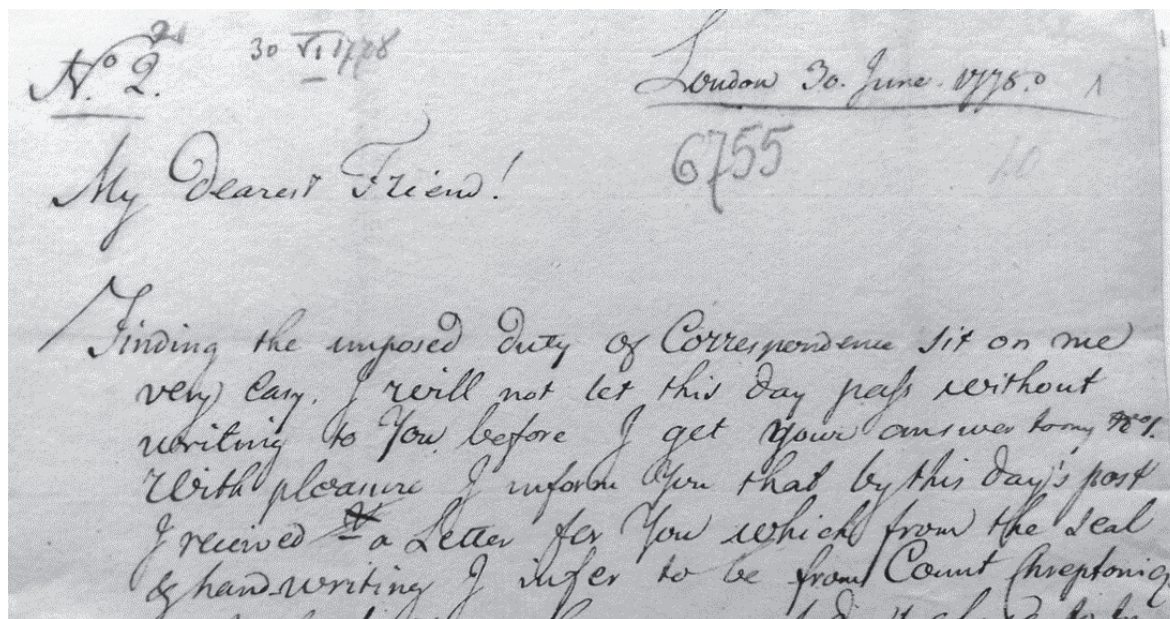 No. 2.
30 VI 1778
London 30. June. 1778.
6755
My Dearest Friend!
Finding the imposed Duty of Correspondence sit on me
very easy. I will not let this Day pass without
writing to You before I get your answer to my No 1.
With pleasure I inform You that by this Day's post
I received a Letter for You which from the Seal
& hand-writing I infer to be from Count Chreptowic